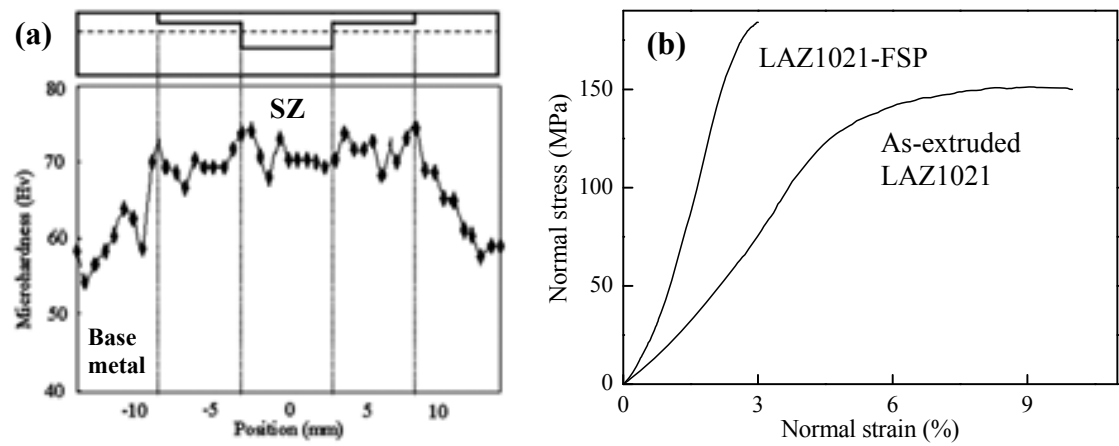 (a)
SZ
Base
metal
Microhardness (Hv)
80
70
60
50
40
-10 -5 0 5 10
Position (mm)
(b)
LAZ1021-FSP
As-extruded
LAZ1021
Normal stress (MPa)
150
100
50
0
0 3 6 9
Normal strain (%)